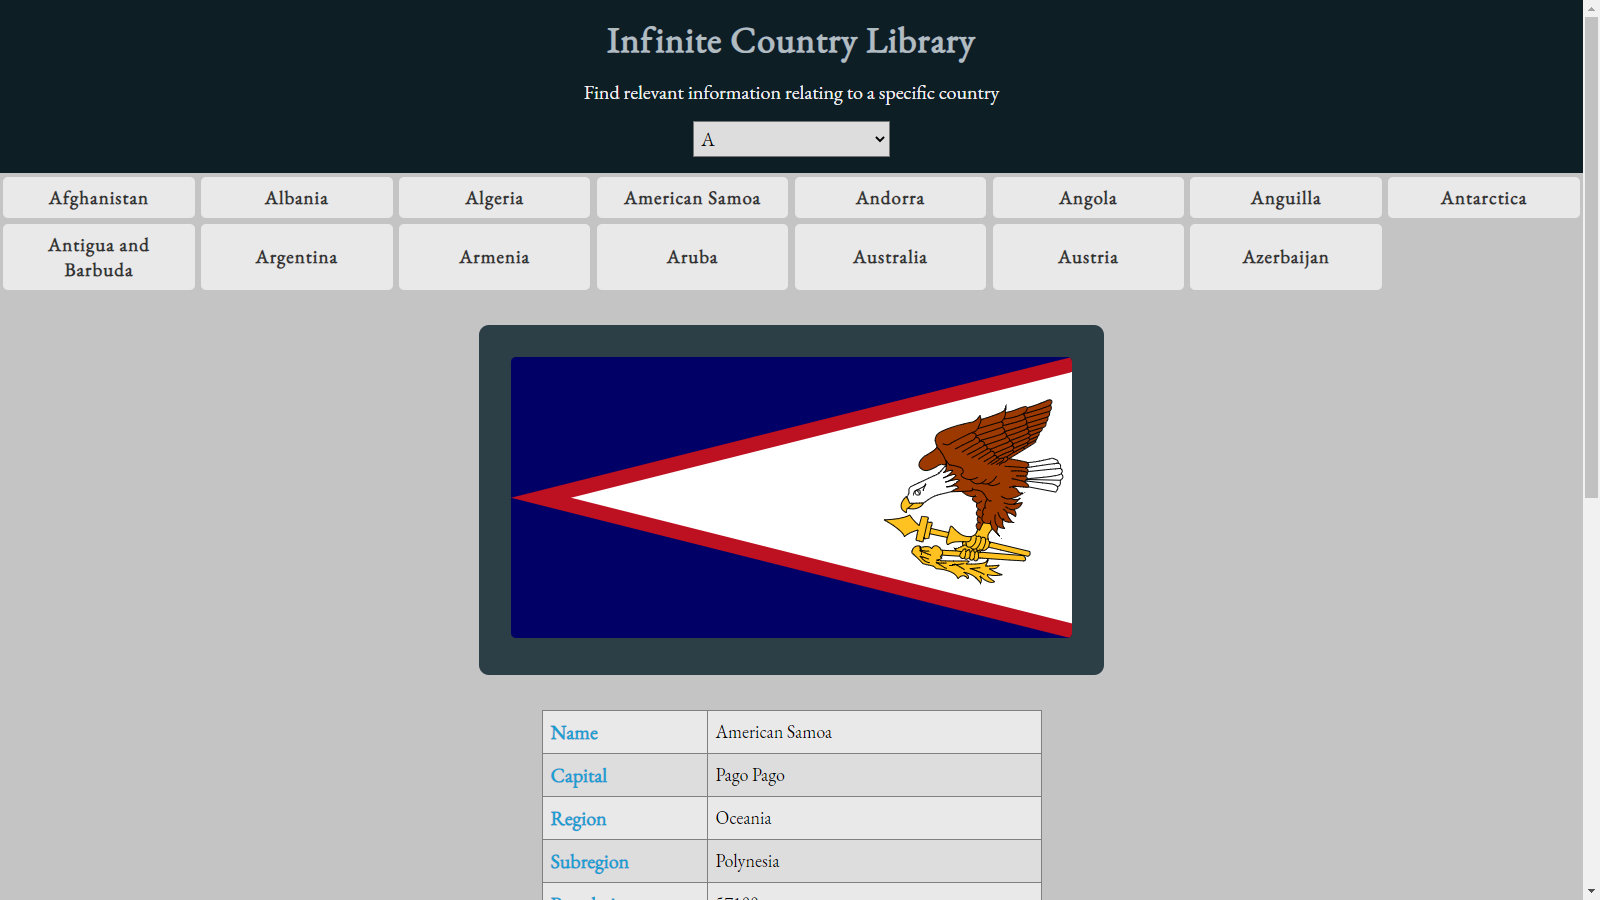 Infinite Country Library
Find relevant information relating to a specific country
A
Afghanistan
Albania
Algeria
American Samoa
Andorra
Angola
Anguilla
Antarctica
Antigua and
Barbuda
Argentina
Armenia
Aruba
Australia
Austria
Azerbaijan
Name American Samoa
Capital Pago Pago
Region Oceania
Subregion Polynesia